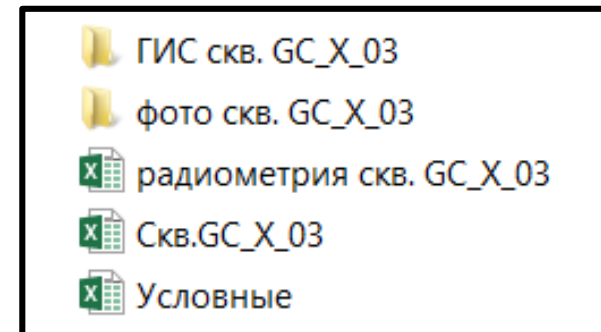 ГИС скв. GC_X_03
фото скв. GC_X_03
радиометрия скв. GC_X_03
Скв.GC_X_03
Условные